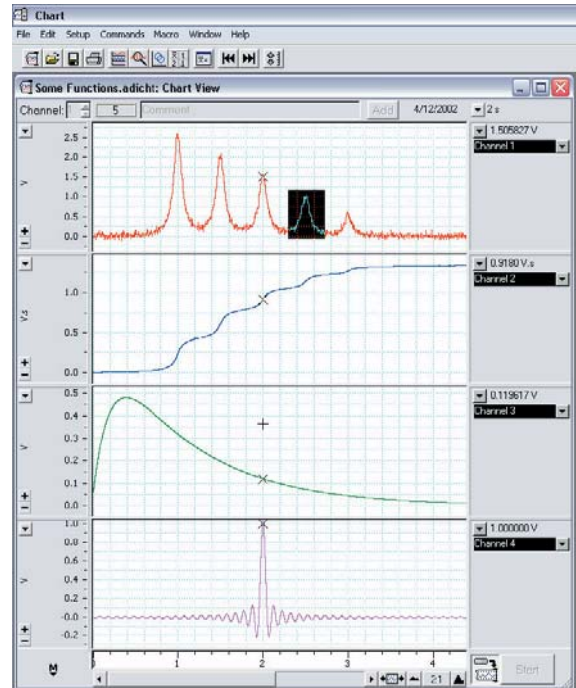 Chart
File Edit Setup Commands Macro Window Help
Some Functions.adicht: Chart View
Channel: 1 5 Comment Add 4/12/2002 2 s
2.5
2.0
1.5
1.0
0.5
0.0
V
1.505827 V
Channel 1
1.0
0.5
0.0
V.s
0.9180 V.s
Channel 2
0.5
0.4
0.3
0.2
0.1
0.0
V
0.119617 V
Channel 3
1.0
0.8
0.6
0.4
0.2
-0.0
-0.2
V
1.000000 V
Channel 4
0 1 2 3 4
2:1 Start